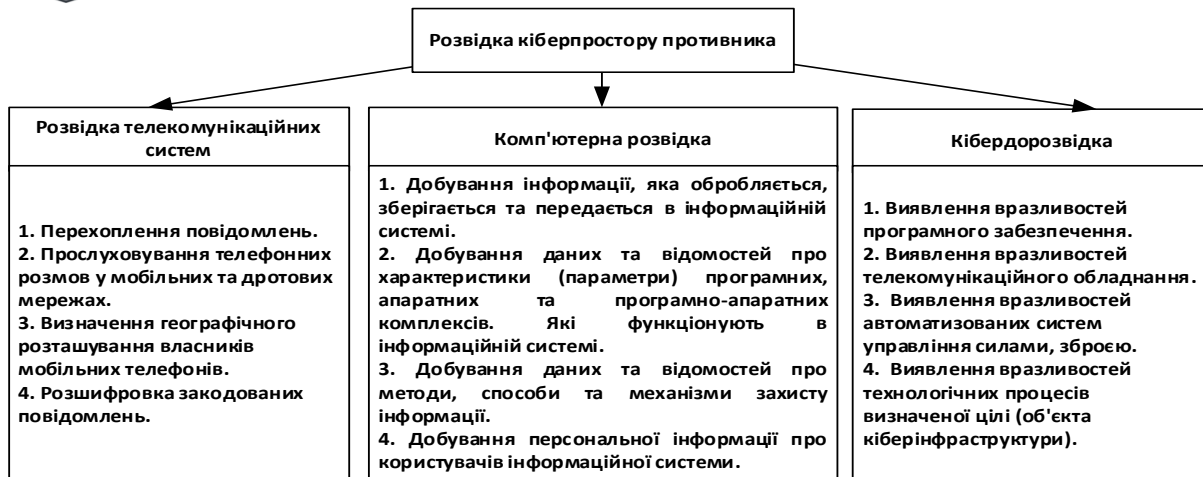 Розвідка кіберпростору противника
Розвідка телекомунікаційних
систем
1. Перехоплення повідомлень.
2. Прослуховування телефонних
розмов у мобільних та дротових
мережах.
3. Визначення географічного
розташування власників
мобільних телефонів.
4. Розшифровка закодованих
повідомлень.
Комп'ютерна розвідка
1. Добування інформації, яка обробляється,
зберігається та передається в інформаційній
системі.
2. Добування даних та відомостей про
характеристики (параметри) програмних,
апаратних та програмно-апаратних
комплексів. Які функціонують в
інформаційній системі.
3. Добування даних та відомостей про
методи, способи та механізми захисту
інформації.
4. Добування персональної інформації про
користувачів інформаційної системи.
Кібердорозвідка
1. Виявлення вразливостей
програмного забезпечення.
2. Виявлення вразливостей
телекомунікаційного обладнання.
3. Виявлення вразливостей
автоматизованих систем
управління силами, зброєю.
4. Виявлення вразливостей
технологічних процесів
визначеної цілі (об'єкта
кіберінфраструктури).